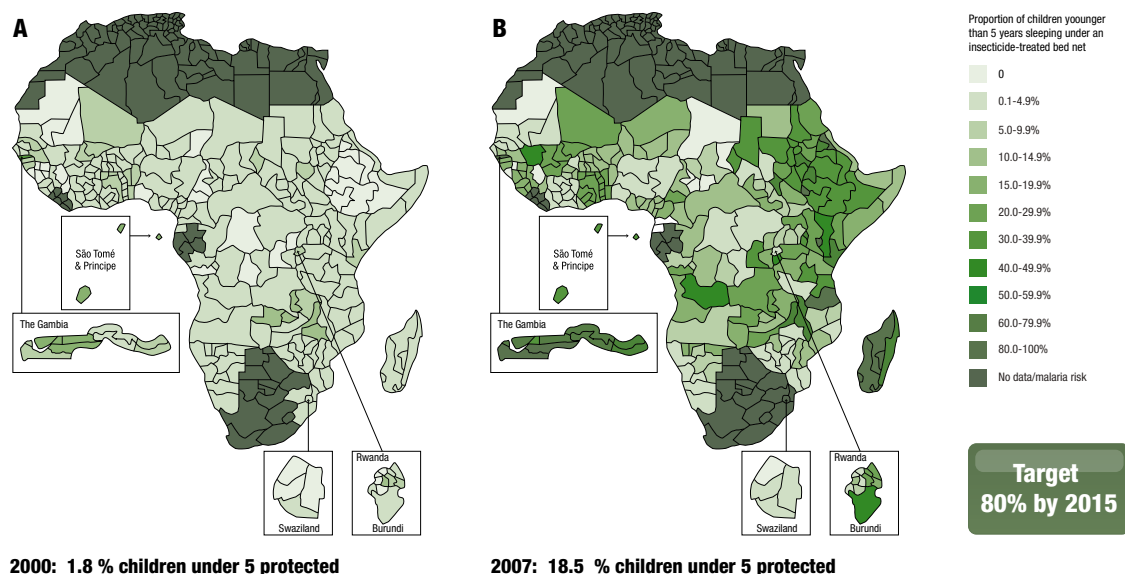 A
B
Proportion of children yoounger
than 5 years sleeping under an
insecticide-treated bed net
0
0.1-4.9%
5.0-9.9%
10.0-14.9%
15.0-19.9%
20.0-29.9%
30.0-39.9%
40.0-49.9%
50.0-59.9%
60.0-79.9%
80.0-100%
No data/malaria risk
São Tomé
& Principe
São Tomé
& Principe
The Gambia
The Gambia
Rwanda
Swaziland
Burundi
Rwanda
Swaziland
Burundi
Target
80% by 2015
2000: 1.8 % children under 5 protected
2007: 18.5 % children under 5 protected